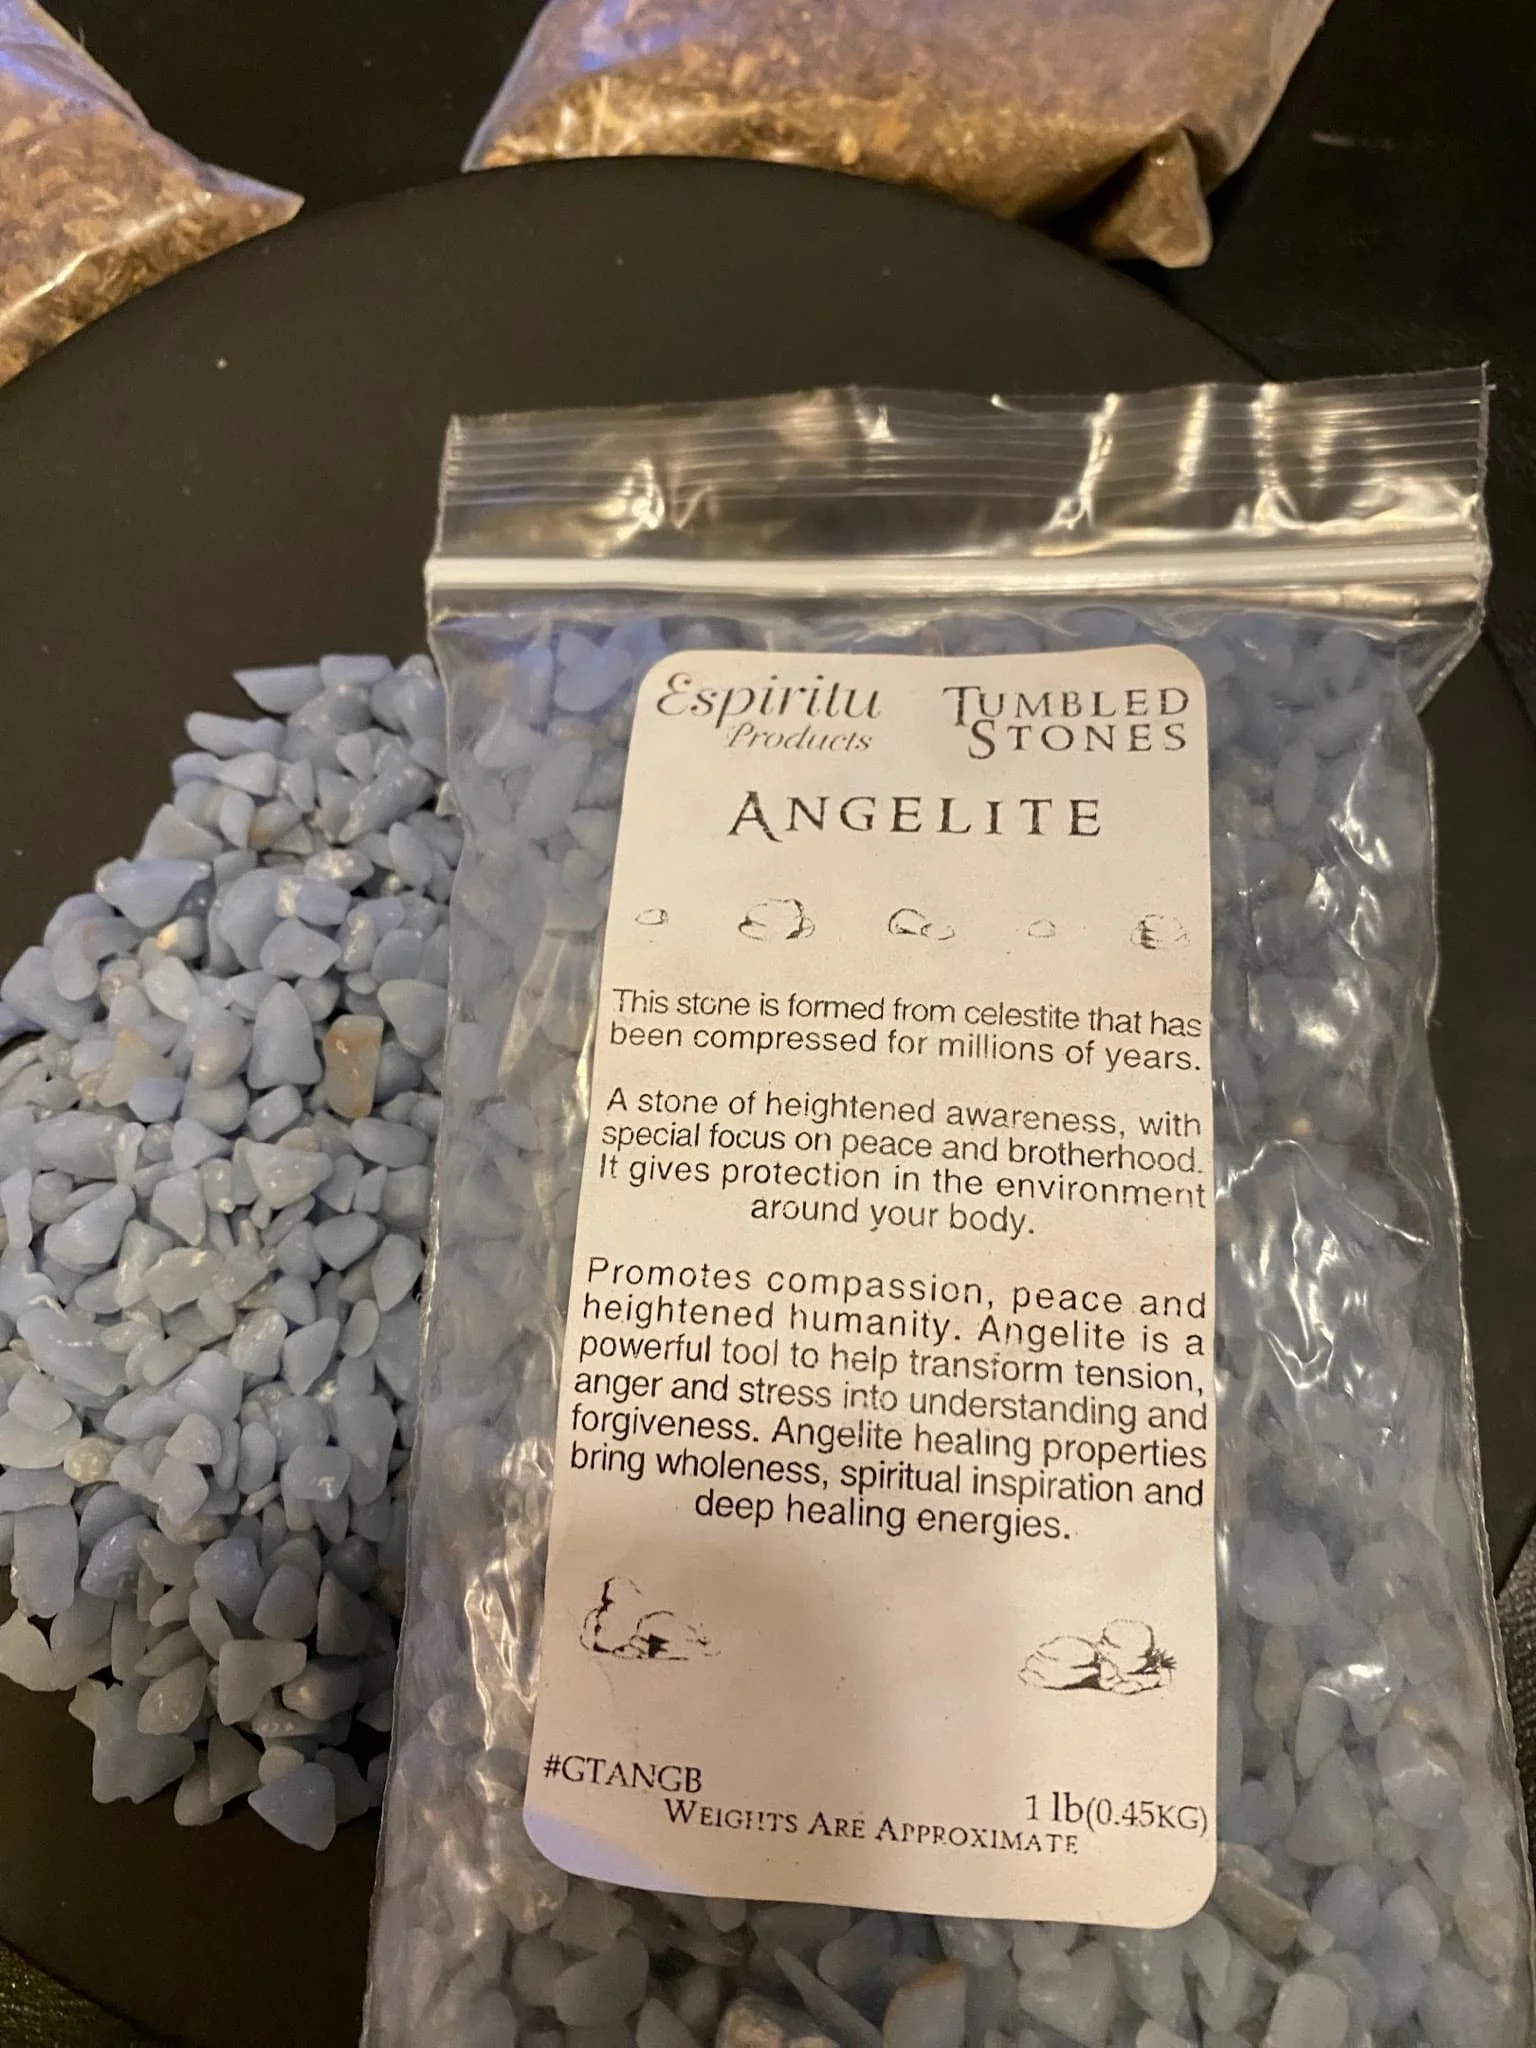 Espiritu
Products
TUMBLED
STONES
ANGELITE
This stone is formed from celestite that has
been compressed for millions of years.
A stone of heightened awareness, with
special focus on peace and brotherhood.
It gives protection in the environment
around your body.
Promotes compassion, peace and
heightened humanity. Angelite is a
powerful tool to help transform tension,
anger and stress into understanding and
forgiveness. Angelite healing properties
bring wholeness, spiritual inspiration and
deep healing energies.
#GTANGB
1 lb(0.45KG)
WEIGHTS ARE APPROXIMATE